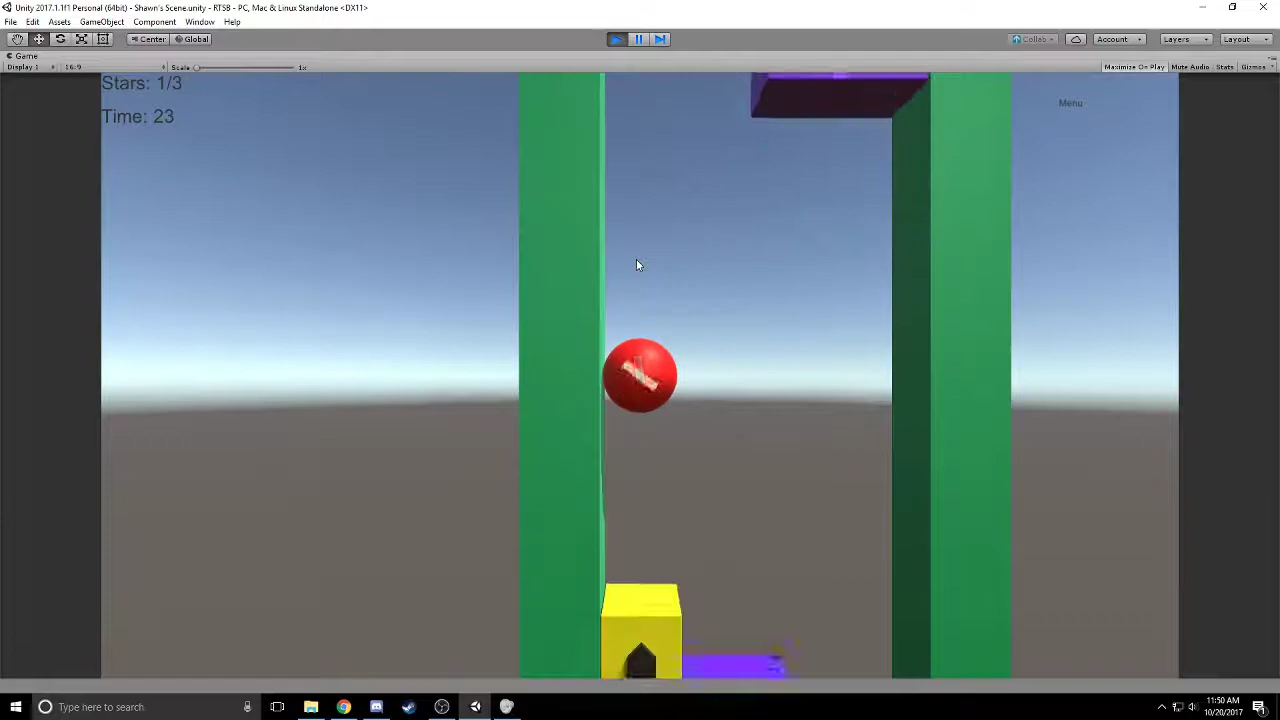 Unity 2017.1.1f1 Personal (64bit) - Shawn's Scene.unity - RTSB - PC, Mac & Linux Standalone <DX11>
File Edit Assets GameObject Component Window Help
Center Global Collab Account Layers Layout
Game
Display 1 16:9 Scale 1x Maximize On Play Mute Audio Stats Gizmos
Stars: 1/3
Menu
Time: 23
Type here to search
11:50 AM
10/20/2017